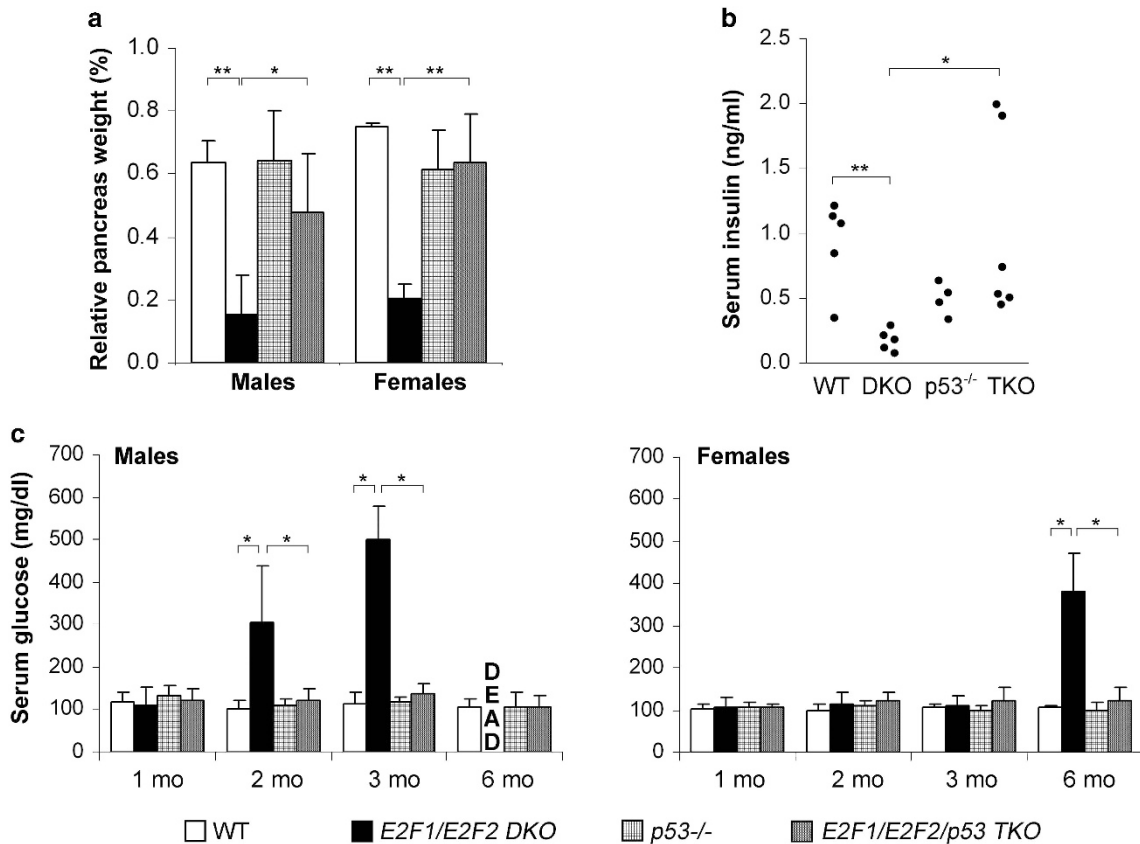 a
Relative pancreas weight (%)
1.0
0.8
0.6
0.4
0.2
0.0
** *
** **
Males Females
b
Serum insulin (ng/ml)
2.5
2.0
1.5
1.0
0.5
0.0
*
**
WT DKO p53-/- TKO
c
Males
Serum glucose (mg/dl)
700
600
500
400
300
200
100
0
* *
* *
DEAD
1 mo 2 mo 3 mo 6 mo
Females
700
600
500
400
300
200
100
0
* *
1 mo 2 mo 3 mo 6 mo
WT E2F1/E2F2 DKO p53-/- E2F1/E2F2/p53 TKO